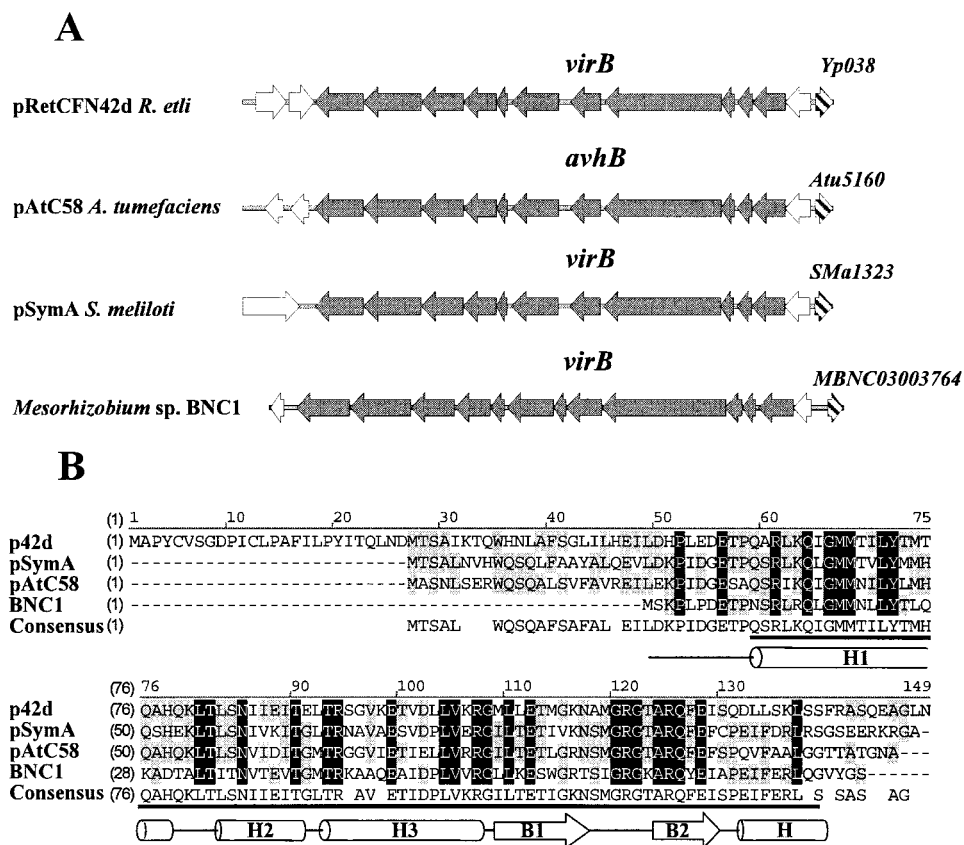 A
virB
Yp038
pRetCFN42d R. etli
avhB
Atu5160
pAtC58 A. tumefaciens
virB
SMa1323
pSymA S. meliloti
virB
MBNC03003764
Mesorhizobium sp. BNC1
B
(1) 1 10 20 30 40 50 60 75
p42d (1) MAPYCVSGDPICLPAFILPYITQLNDMTSAIKTQWHNLAFSGLILHEILDHPLEDETPQARLKQIGMMTILYTMT
pSymA (1) --------------------------MTSALNVHWQSQLFAAYALQEVLDKPIDGETPQSRLKQIGMMTVLYMMH
pAtC58 (1) --------------------------MASNLSERWQSQALSVFAVREILDKPIDGESAQSRIKQIGMMNILYLMH
BNC1 (1) ------------------------------------------------MSKPLPDETPNSRLRQLGMMNLLYTLQ
Consensus (1) MTSAL WQSQAFSAFAL EILDKPIDGETPQSRLKQIGMMTILYTMH
H1
(76) 76 90 100 110 120 130 149
p42d (76) QAHQKLTLSNIIEITELTRSGVKETVDLLVKRGMLLETMGKNAMGRGTARQFEISQDLLSKLSSFRASQEAGLN
pSymA (50) QSHEKLTLSNIVKITGLTRNAVAESVDPLVERGILTETIVKNSMGRGTARQFEFCPEIFDRLRSGSEERKRGA-
pAtC58 (50) QAHQKLTLSNVIDITGMTRGGVIETIELLVRRGILTETLGRNSMGRGTARQFEFSPQVFAALGGTTATGNA---
BNC1 (28) KADTALTITNVTEVTGMTRKAAQEAIDPLVVRGLLKESWGRTSIGRGKARQYEIAPEIFERLQGVYGS------
Consensus (76) QAHQKLTLSNIIEITGLTR AV ETIDPLVKRGILTETIGKNSMGRGTARQFEISPEIFERL S SAS AG
H2 H3 B1 B2 H